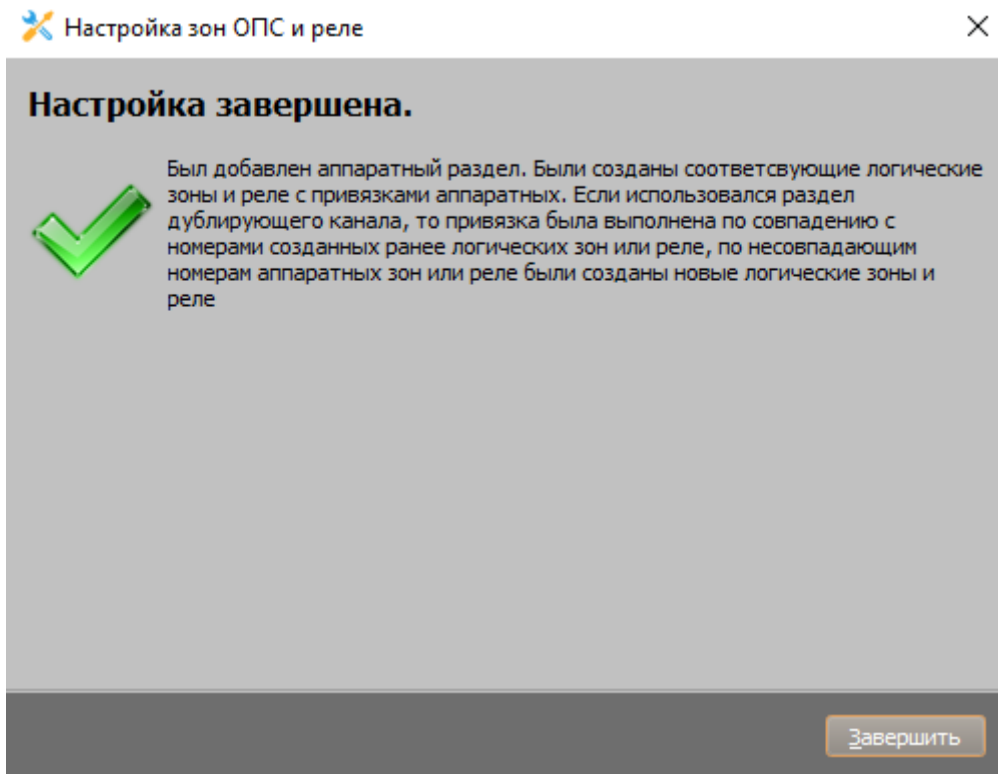 Настройка зон ОПС и реле
Настройка завершена.
Был добавлен аппаратный раздел. Были созданы соответсвующие логические
зоны и реле с привязками аппаратных. Если использовался раздел
дублирующего канала, то привязка была выполнена по совпадению с
номерами созданных ранее логических зон или реле, по несовпадающим
номерам аппаратных зон или реле были созданы новые логические зоны и
реле
Завершить